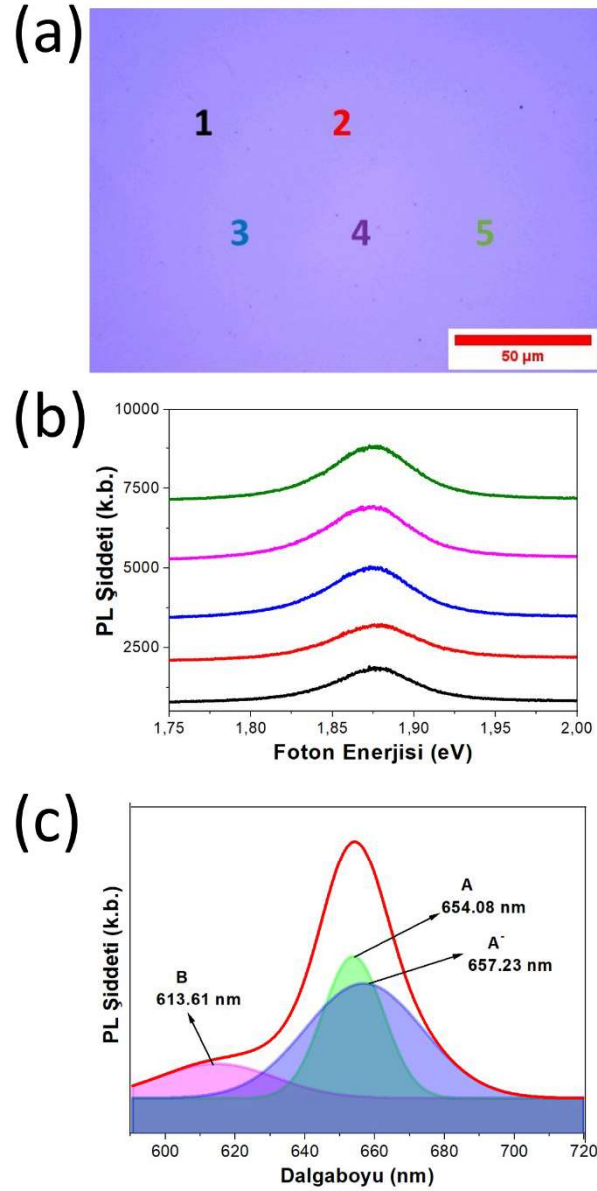 (a)
1 2
3 4 5
50 µm
(b)
PL Şiddeti (k.b.)
10000
7500
5000
2500
1,75 1,80 1,85 1,90 1,95 2,00
Foton Enerjisi (eV)
(c)
PL Şiddeti (k.b.)
A
654.08 nm
A-
657.23 nm
B
613.61 nm
600 620 640 660 680 700 720
Dalgaboyu (nm)